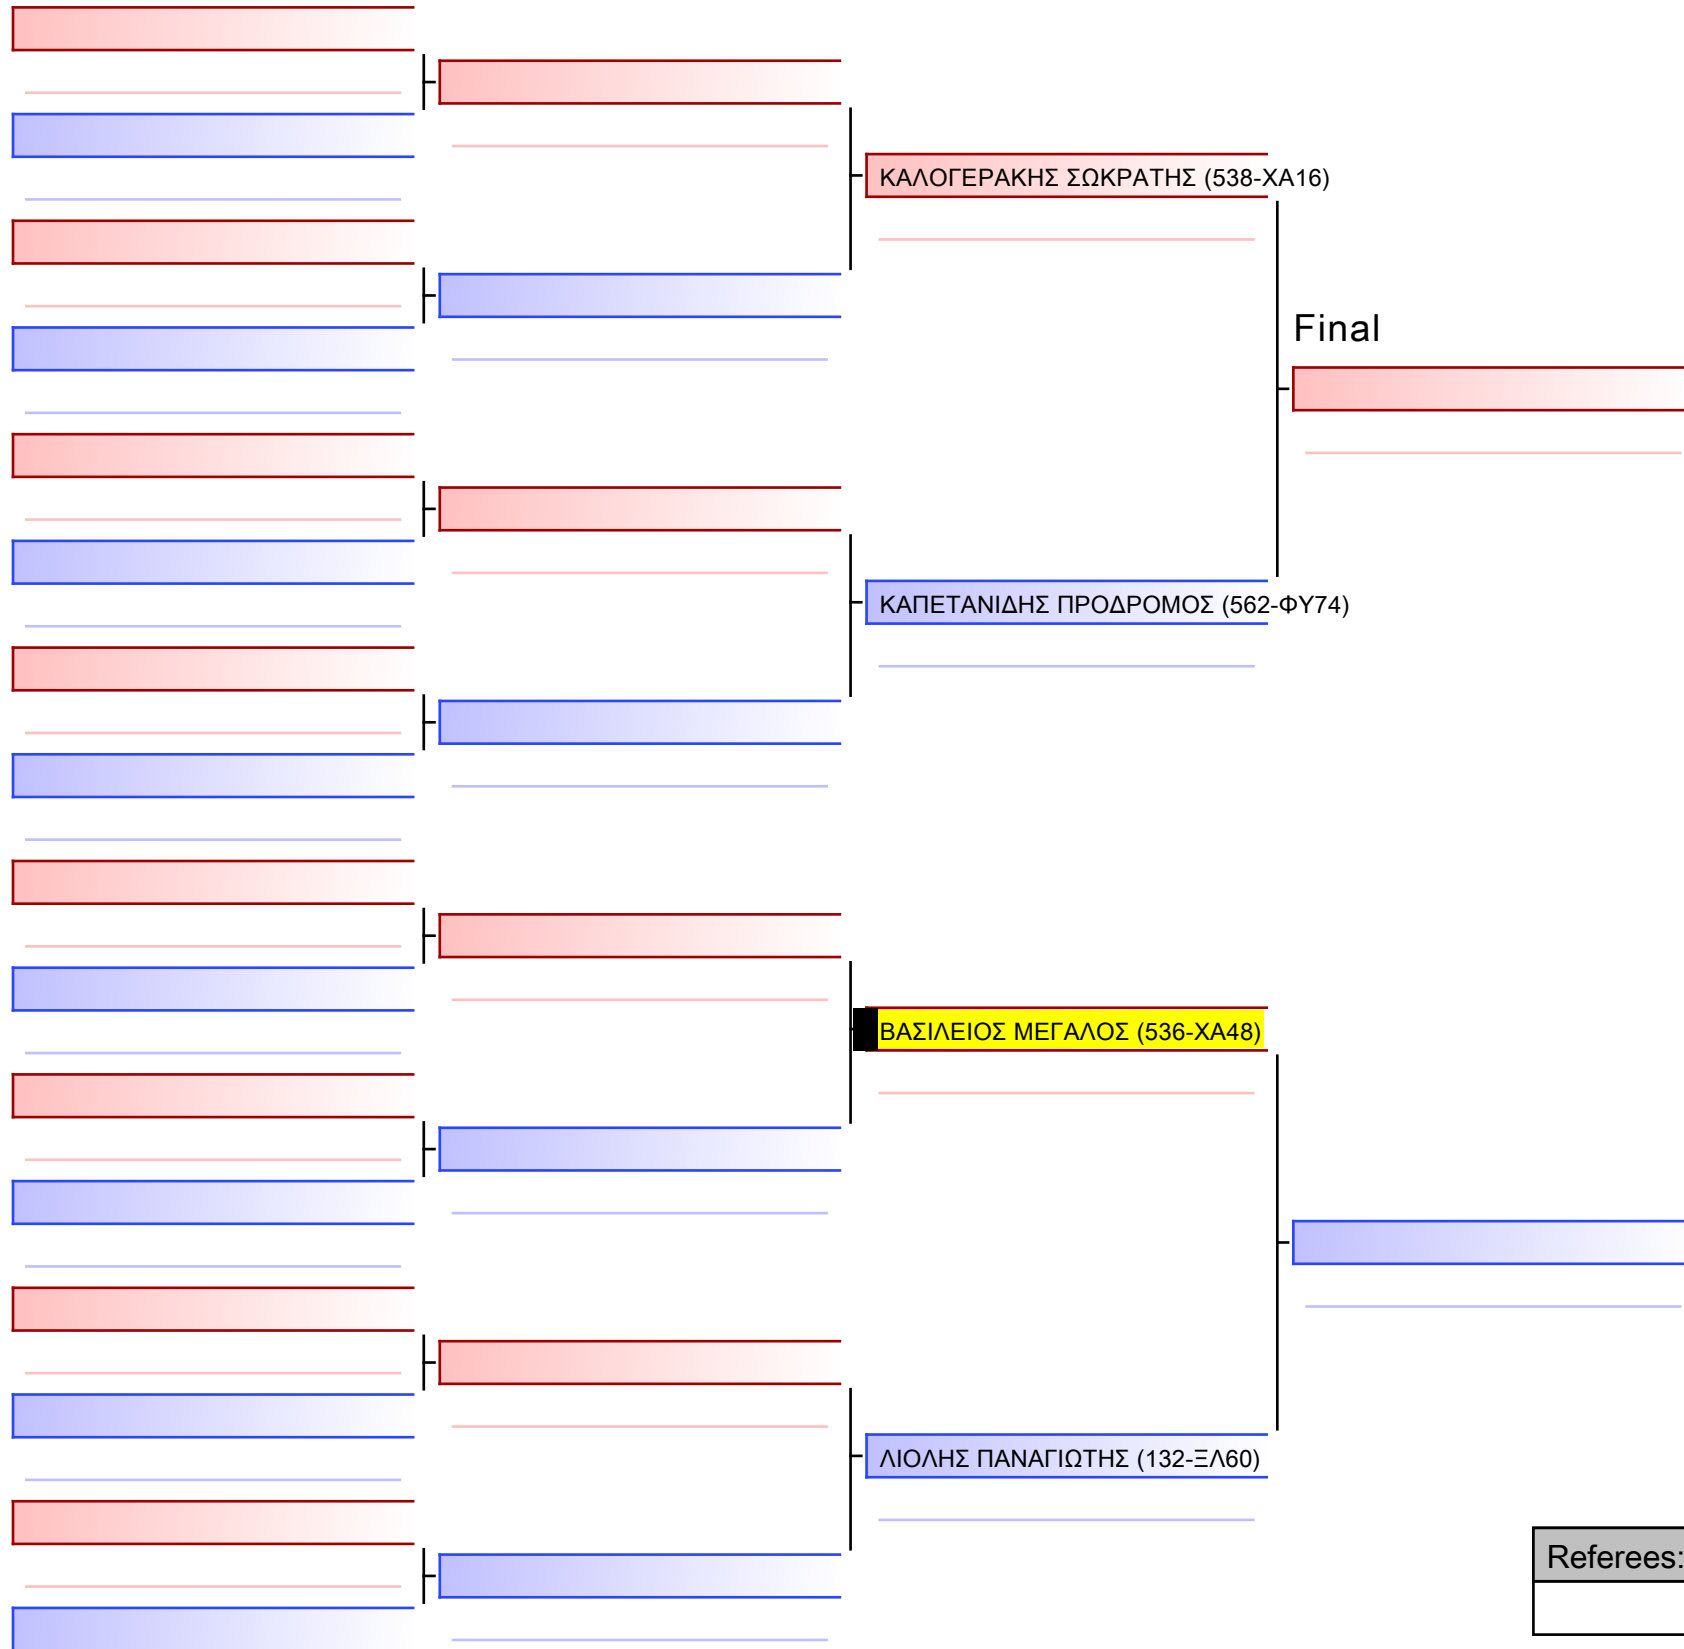 ΚΑΛΟΓΕΡΑΚΗΣ ΣΩΚΡΑΤΗΣ (538-ΧΑ16)
Final
ΚΑΠΕΤΑΝΙΔΗΣ ΠΡΟΔΡΟΜΟΣ (562-ΦΥ74)
ΒΑΣΙΛΕΙΟΣ ΜΕΓΑΛΟΣ (536-ΧΑ48)
ΛΙΟΛΗΣ ΠΑΝΑΓΙΩΤΗΣ (132-ΞΛ60)
Referees: